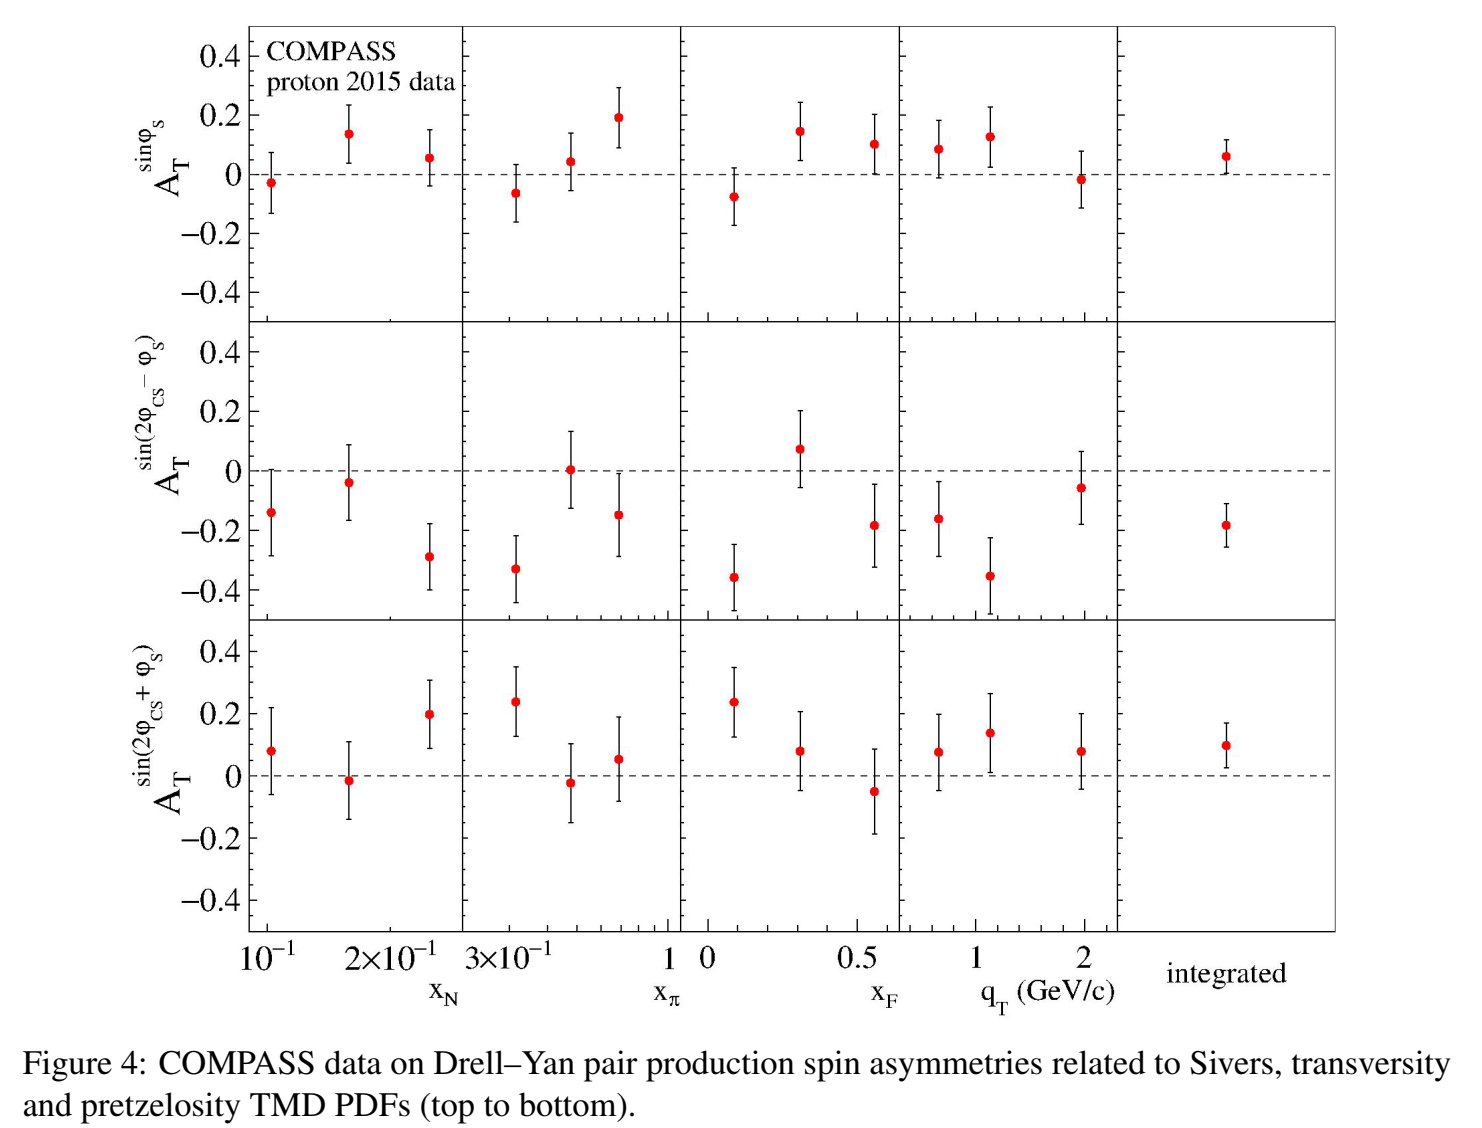 COMPASS
proton 2015 data
0.4
0.2
0
−0.2
−0.4
A_T^sinφ_S
0.4
0.2
0
−0.2
−0.4
A_T^sin(2φ_CS − φ_S)
0.4
0.2
0
−0.2
−0.4
A_T^sin(2φ_CS + φ_S)
10⁻¹ 2×10⁻¹ 3×10⁻¹ 1 0 0.5 1 2
x_N x_π x_F q_T (GeV/c) integrated
Figure 4: COMPASS data on Drell–Yan pair production spin asymmetries related to Sivers, transversity
and pretzelosity TMD PDFs (top to bottom).